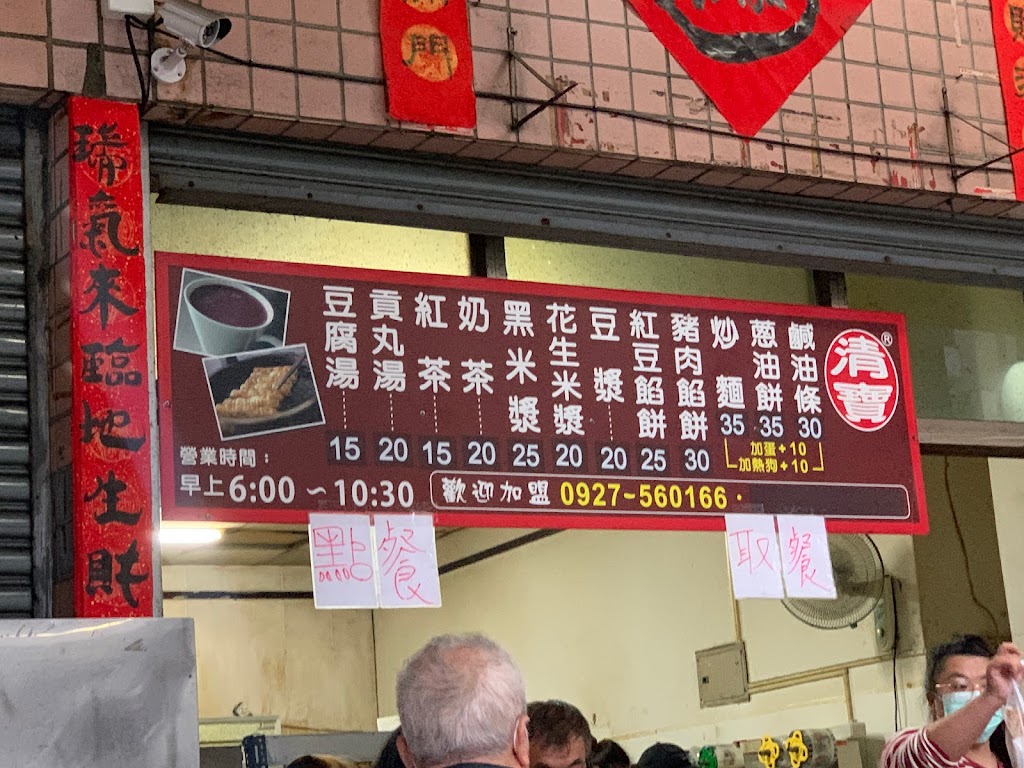 門
瑞氣來臨地生財
豆腐湯 15
貢丸湯 20
紅茶 15
奶茶 20
黑米漿 25
花生米漿 20
豆漿 20
紅豆餡餅 25
豬肉餡餅 30
炒麵 35
蔥油餅 35
鹹油條 30
加蛋+10
加熱狗+10
清寶®
營業時間：
早上6:00～10:30
歡迎加盟 0927-560166·
點餐
取餐